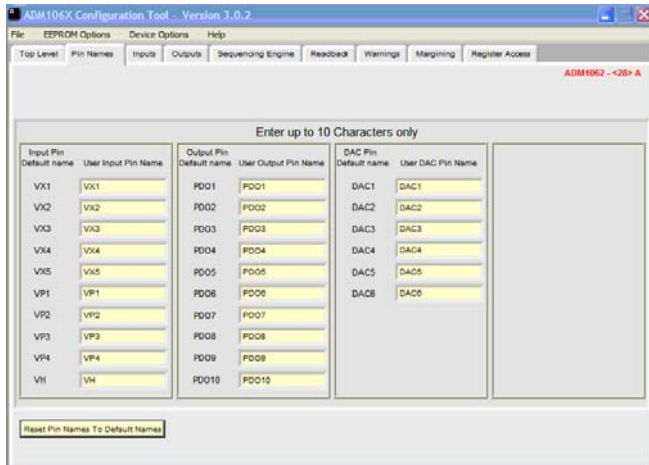 ADM106X Configuration Tool - Version 3.0.2
File EEPROM Options Device Options Help
Top Level Pin Names Inputs Outputs Sequencing Engine Readback Warnings Margining Register Access
ADM1062 - <28> A
Enter up to 10 Characters only
Input Pin Default name User Input Pin Name
VX1 VX1
VX2 VX2
VX3 VX3
VX4 VX4
VX5 VX5
VP1 VP1
VP2 VP2
VP3 VP3
VP4 VP4
VH VH
Output Pin Default name User Output Pin Name
PDO1 PDO1
PDO2 PDO2
PDO3 PDO3
PDO4 PDO4
PDO5 PDO5
PDO6 PDO6
PDO7 PDO7
PDO8 PDO8
PDO9 PDO9
PDO10 PDO10
DAC Pin Default name User DAC Pin Name
DAC1 DAC1
DAC2 DAC2
DAC3 DAC3
DAC4 DAC4
DAC5 DAC5
DAC6 DAC6
Reset Pin Names To Default Names